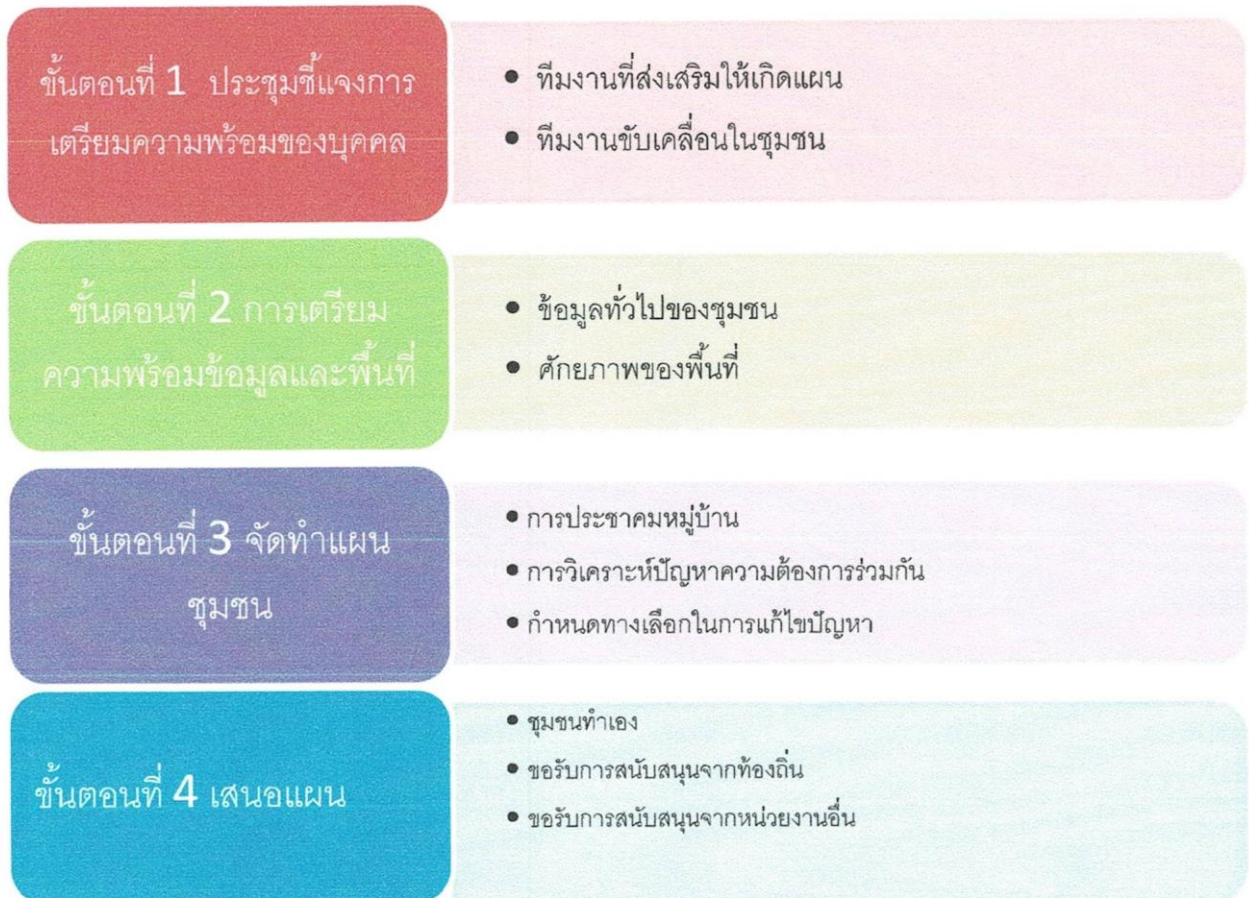 ขั้นตอนที่ 1 ประชุมชี้แจงการ
เตรียมความพร้อมของบุคคล
• ทีมงานที่ส่งเสริมให้เกิดแผน
• ทีมงานขับเคลื่อนในชุมชน
ขั้นตอนที่ 2 การเตรียม
ความพร้อมข้อมูลและพื้นที่
• ข้อมูลทั่วไปของชุมชน
• ศักยภาพของพื้นที่
ขั้นตอนที่ 3 จัดทำแผน
ชุมชน
• การประชาคมหมู่บ้าน
• การวิเคราะห์ปัญหาความต้องการร่วมกัน
• กำหนดทางเลือกในการแก้ไขปัญหา
ขั้นตอนที่ 4 เสนอแผน
• ชุมชนทำเอง
• ขอรับการสนับสนุนจากท้องถิ่น
• ขอรับการสนับสนุนจากหน่วยงานอื่น